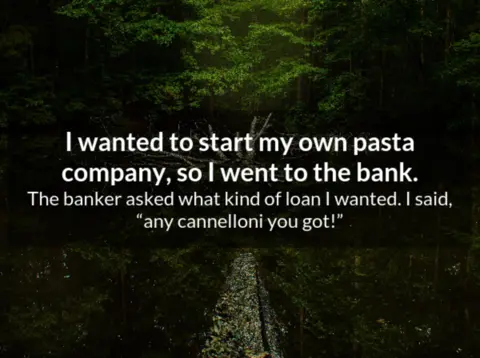 I wanted to start my own pasta
company, so I went to the bank.
The banker asked what kind of loan I wanted. I said,
“any cannelloni you got!”